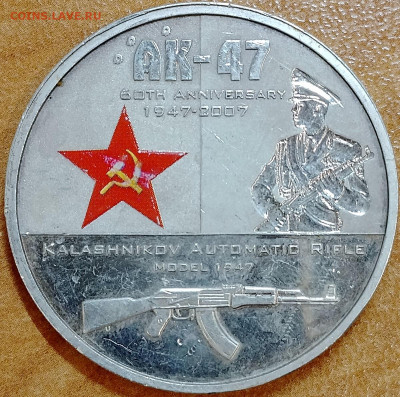 COINS.LAVE.RU
AK-47
60TH ANNIVERSARY
1947-2007
KALASHNIKOV AUTOMATIC RIFLE
MODEL 1947